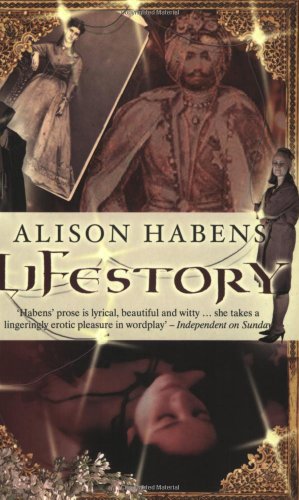 ALISON HABENS
LIFESTORY
'Habens' prose is lyrical, beautiful and witty ... she takes a
lingeringly erotic pleasure in wordplay' – Independent on Sunday